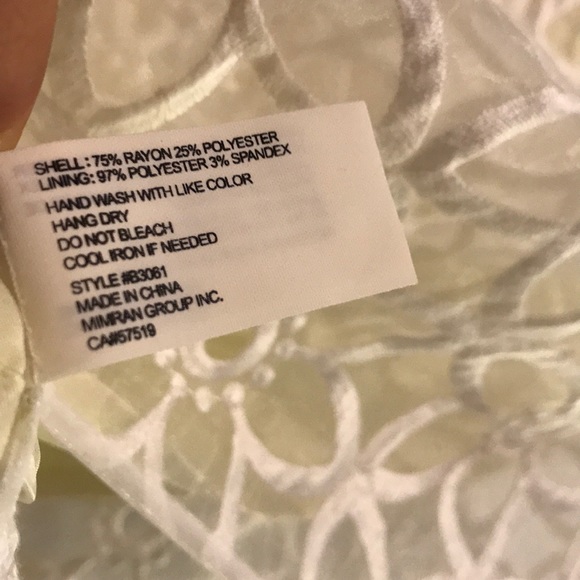 SHELL: 75% RAYON 25% POLYESTER
LINING: 97% POLYESTER 3% SPANDEX
HAND WASH WITH LIKE COLOR
HANG DRY
DO NOT BLEACH
COOL IRON IF NEEDED
STYLE #B3081
MADE IN CHINA
MIMRAN GROUP INC.
CA#57519